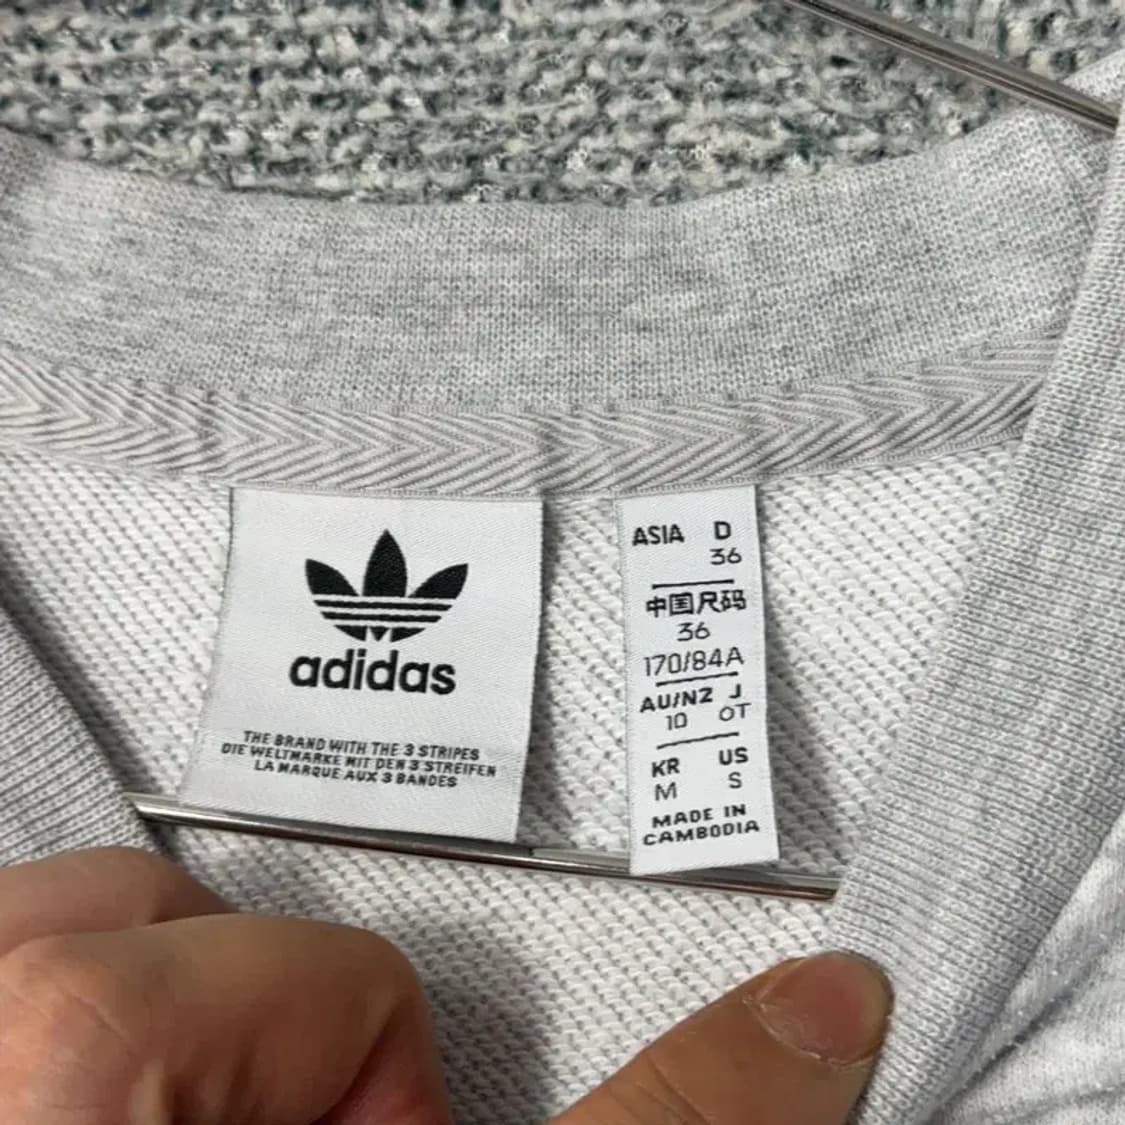 adidas
THE BRAND WITH THE 3 STRIPES
DIE WELTMARKE MIT DEN 3 STREIFEN
LA MARQUE AUX 3 BANDES
ASIA D
36
中国尺码
36
170/84A
AU/NZ J
10 OT
KR US
M S
MADE IN
CAMBODIA